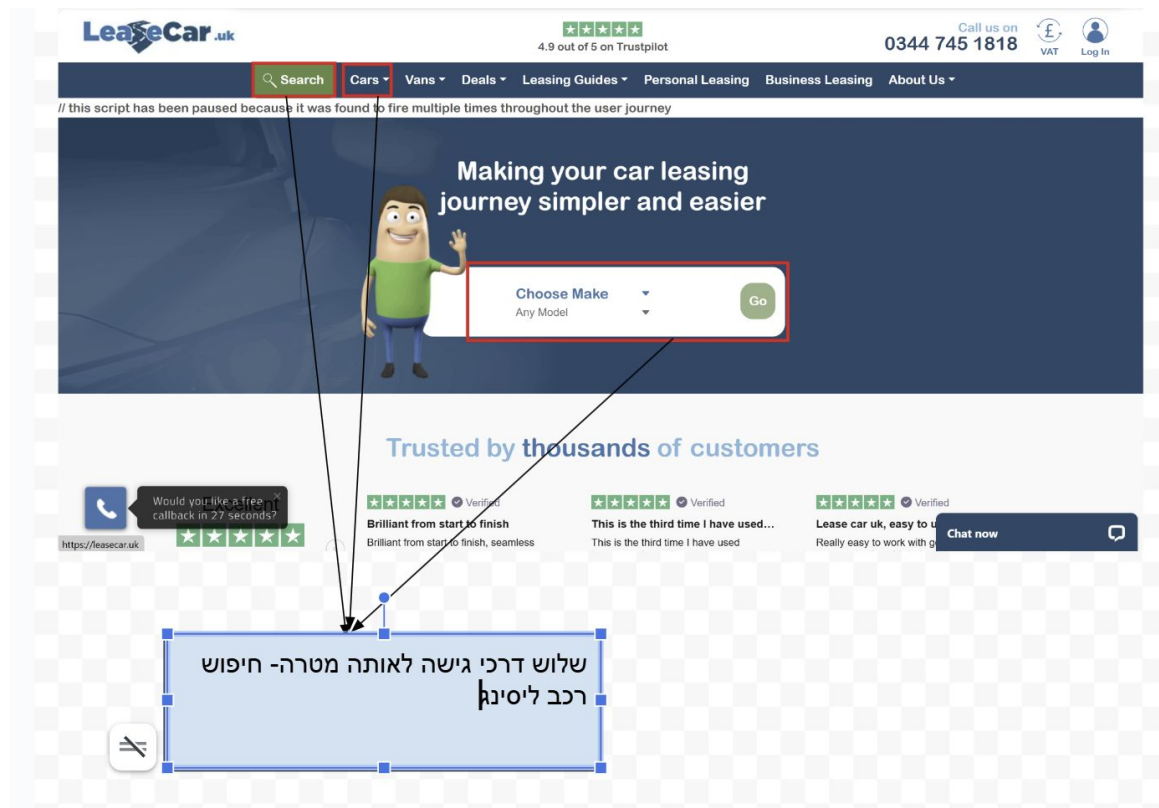 LeaseCar.uk
4.9 out of 5 on Trustpilot
Call us on
0344 745 1818
£
VAT
Log In
Search Cars Vans Deals Leasing Guides Personal Leasing Business Leasing About Us
// this script has been paused because it was found to fire multiple times throughout the user journey
Making your car leasing
journey simpler and easier
Choose Make
Any Model
Go
Trusted by thousands of customers
Would you like a free
callback in 27 seconds?
Excellent
https://leasecar.uk
Verified
Brilliant from start to finish
Brilliant from start to finish, seamless
Verified
This is the third time I have used...
This is the third time I have used
Verified
Lease car uk, easy to u
Really easy to work with g
Chat now
שלוש דרכי גישה לאותה מטרה- חיפוש
רכב ליסינג